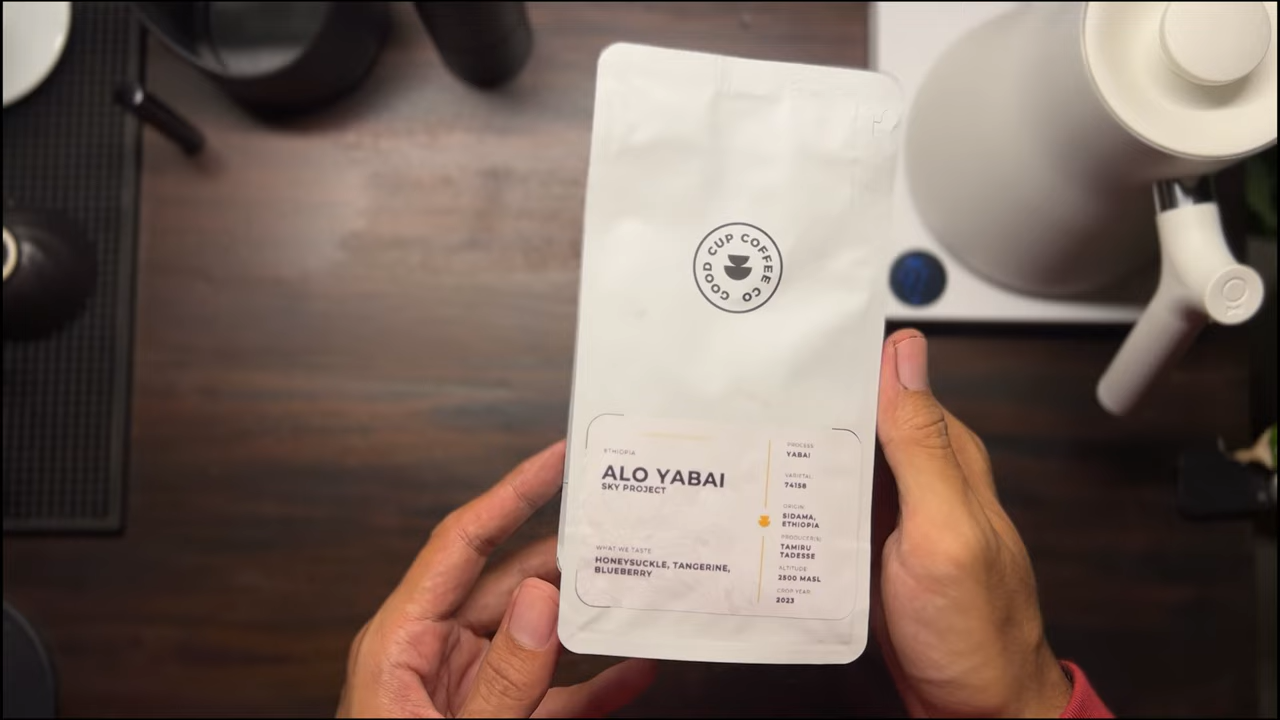 GOOD CUP COFFEE CO
ETHIOPIA
ALO YABAI
SKY PROJECT
WHAT WE TASTE:
HONEYSUCKLE, TANGERINE,
BLUEBERRY
PROCESS:
YABAI
VARIETAL:
74158
ORIGIN:
SIDAMA,
ETHIOPIA
PRODUCER(S):
TAMIRU
TADESSE
ALTITUDE:
2500 MASL
CROP YEAR:
2023